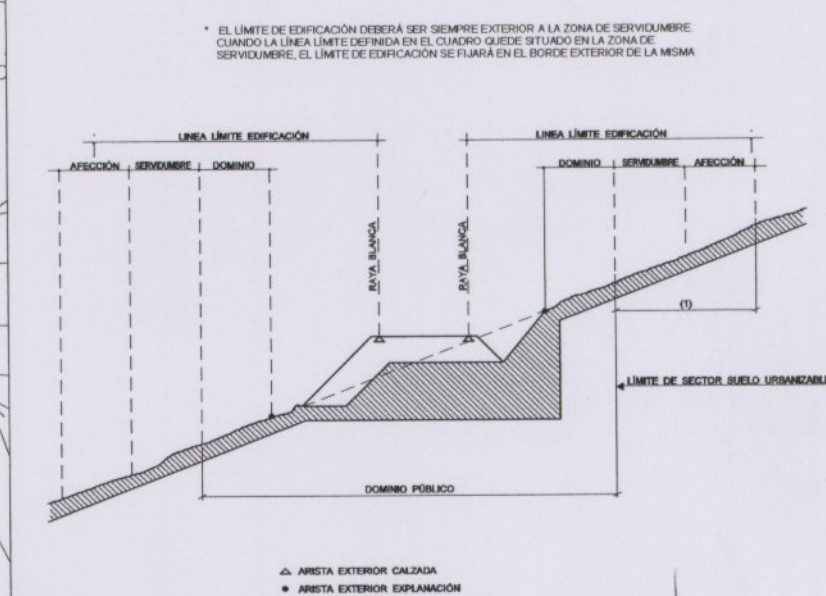 * EL LÍMITE DE EDIFICACIÓN DEBERÁ SER SIEMPRE EXTERIOR A LA ZONA DE SERVIDUMBRE.
CUANDO LA LÍNEA LÍMITE DEFINIDA EN EL CUADRO QUEDE SITUADO EN LA ZONA DE
SERVIDUMBRE, EL LÍMITE DE EDIFICACIÓN SE FIJARÁ EN EL BORDE EXTERIOR DE LA MISMA
LINEA LÍMITE EDIFICACIÓN
LINEA LÍMITE EDIFICACIÓN
AFECCIÓN SERVIDUMBRE DOMINIO
DOMINIO SERVIDUMBRE AFECCIÓN
RAYA BLANCA
RAYA BLANCA
(1)
LÍMITE DE SECTOR SUELO URBANIZABL
DOMINIO PÚBLICO
ARISTA EXTERIOR CALZADA
ARISTA EXTERIOR EXPLANACIÓN